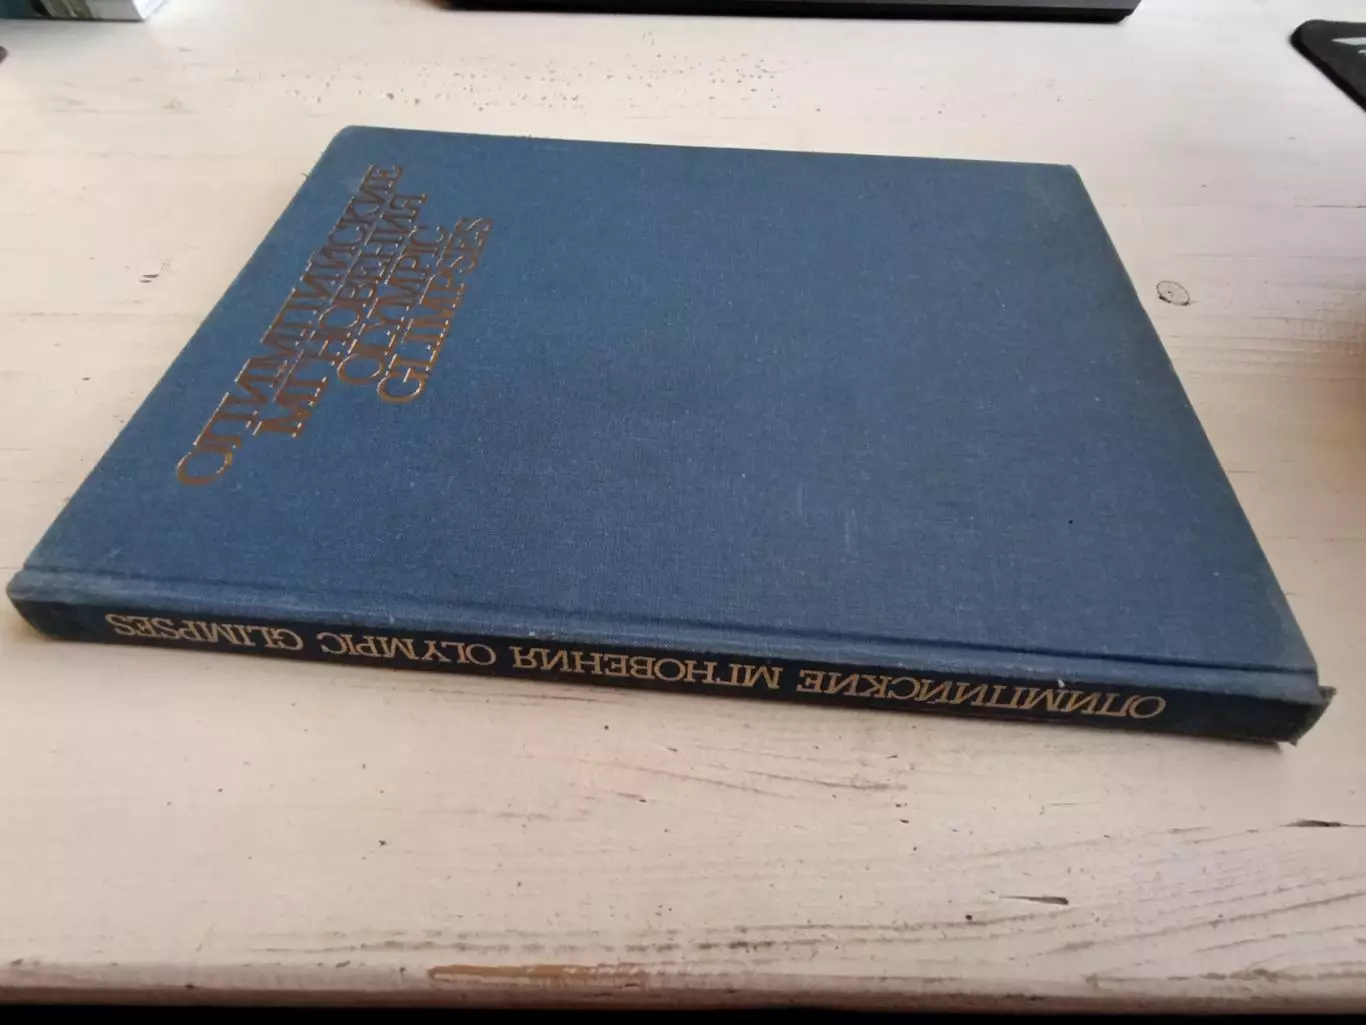 ОЛИМПИЙСКИЕ
МГНОВЕНИЯ
OLYMPIC
GLIMPSES
ОЛИМПИЙСКИЕ МГНОВЕНИЯ OLYMPIC GLIMPSES